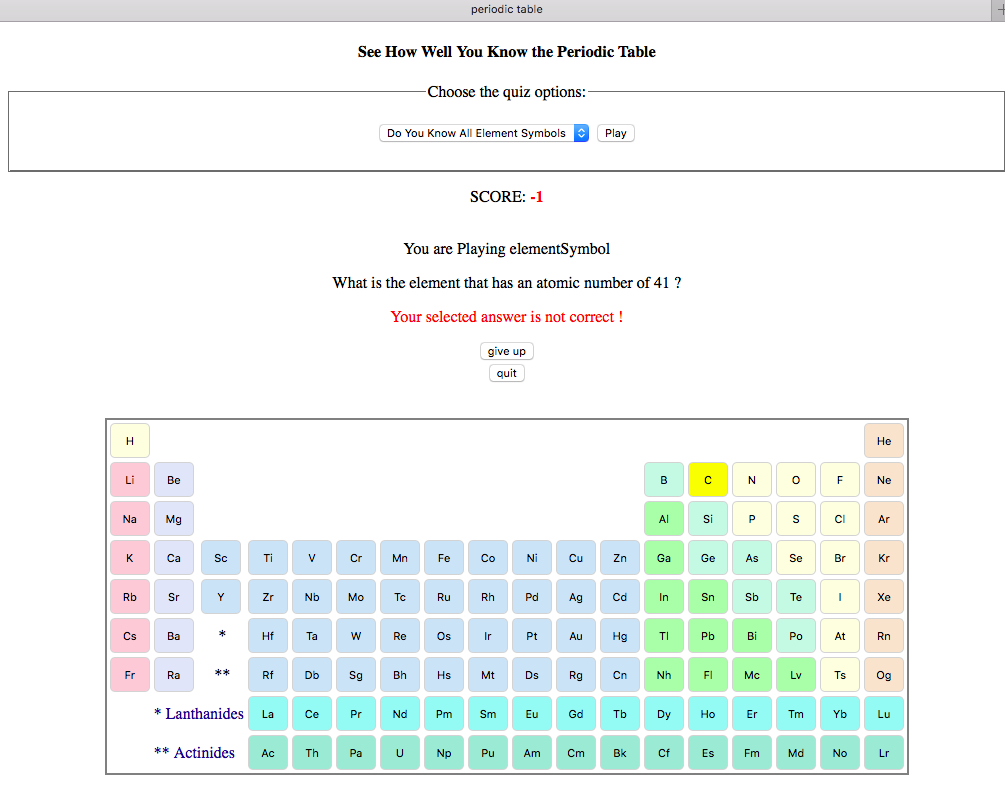 periodic table
See How Well You Know the Periodic Table
Choose the quiz options:
Do You Know All Element Symbols Play
SCORE: -1
You are Playing elementSymbol
What is the element that has an atomic number of 41 ?
Your selected answer is not correct !
give up
quit
H He
Li Be B C N O F Ne
Na Mg Al Si P S Cl Ar
K Ca Sc Ti V Cr Mn Fe Co Ni Cu Zn Ga Ge As Se Br Kr
Rb Sr Y Zr Nb Mo Tc Ru Rh Pd Ag Cd In Sn Sb Te I Xe
Cs Ba * Hf Ta W Re Os Ir Pt Au Hg Tl Pb Bi Po At Rn
Fr Ra ** Rf Db Sg Bh Hs Mt Ds Rg Cn Nh Fl Mc Lv Ts Og
* Lanthanides La Ce Pr Nd Pm Sm Eu Gd Tb Dy Ho Er Tm Yb Lu
** Actinides Ac Th Pa U Np Pu Am Cm Bk Cf Es Fm Md No Lr